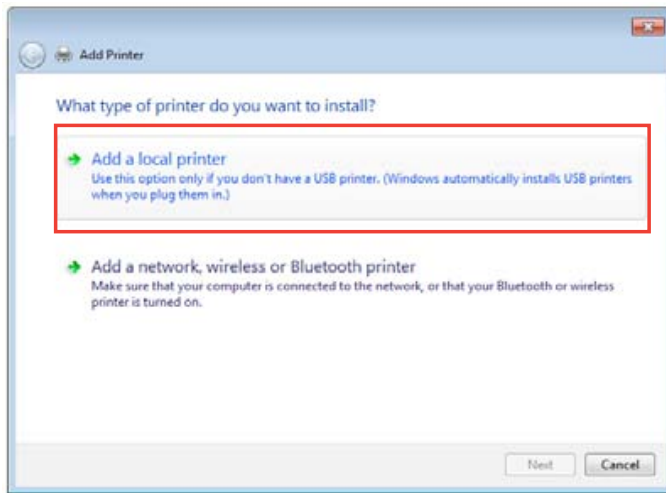 Add Printer
What type of printer do you want to install?
Add a local printer
Use this option only if you don't have a USB printer. (Windows automatically installs USB printers
when you plug them in.)
Add a network, wireless or Bluetooth printer
Make sure that your computer is connected to the network, or that your Bluetooth or wireless
printer is turned on.
Next
Cancel